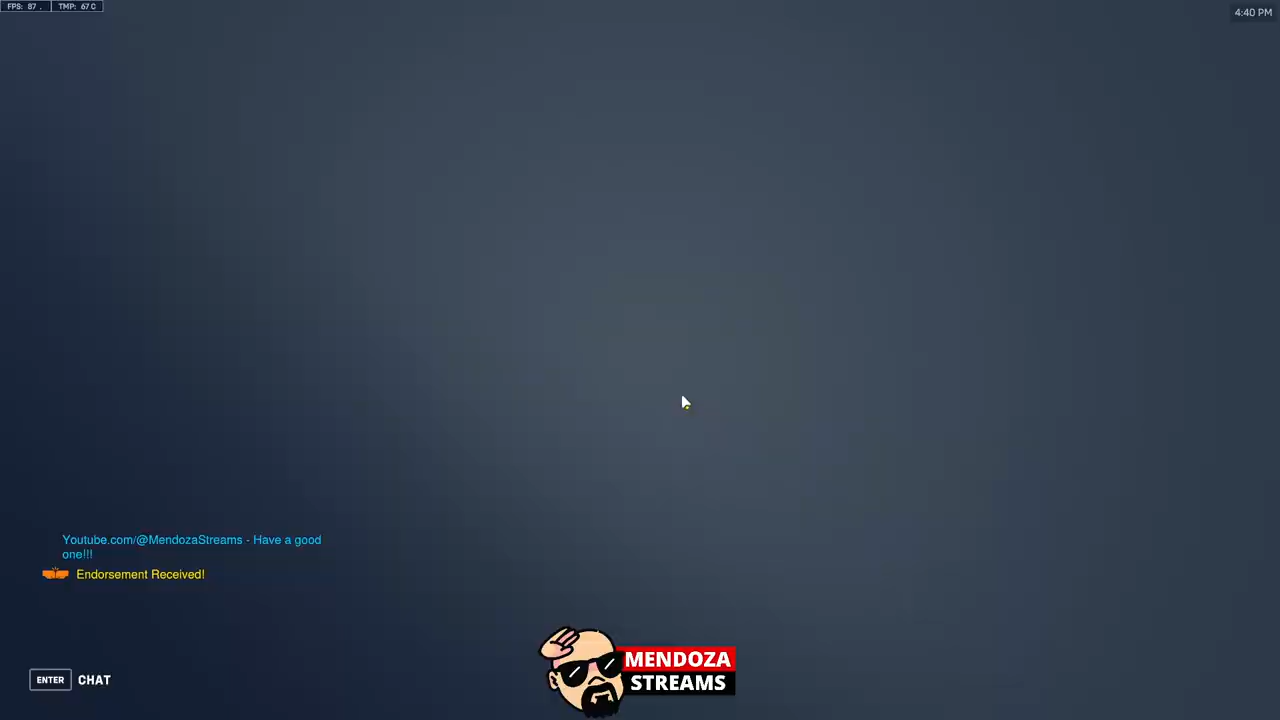 FPS: 87 . TMP: 67 C
4:40 PM
Youtube.com/@MendozaStreams - Have a good
one!!!
Endorsement Received!
MENDOZA
STREAMS
ENTER CHAT